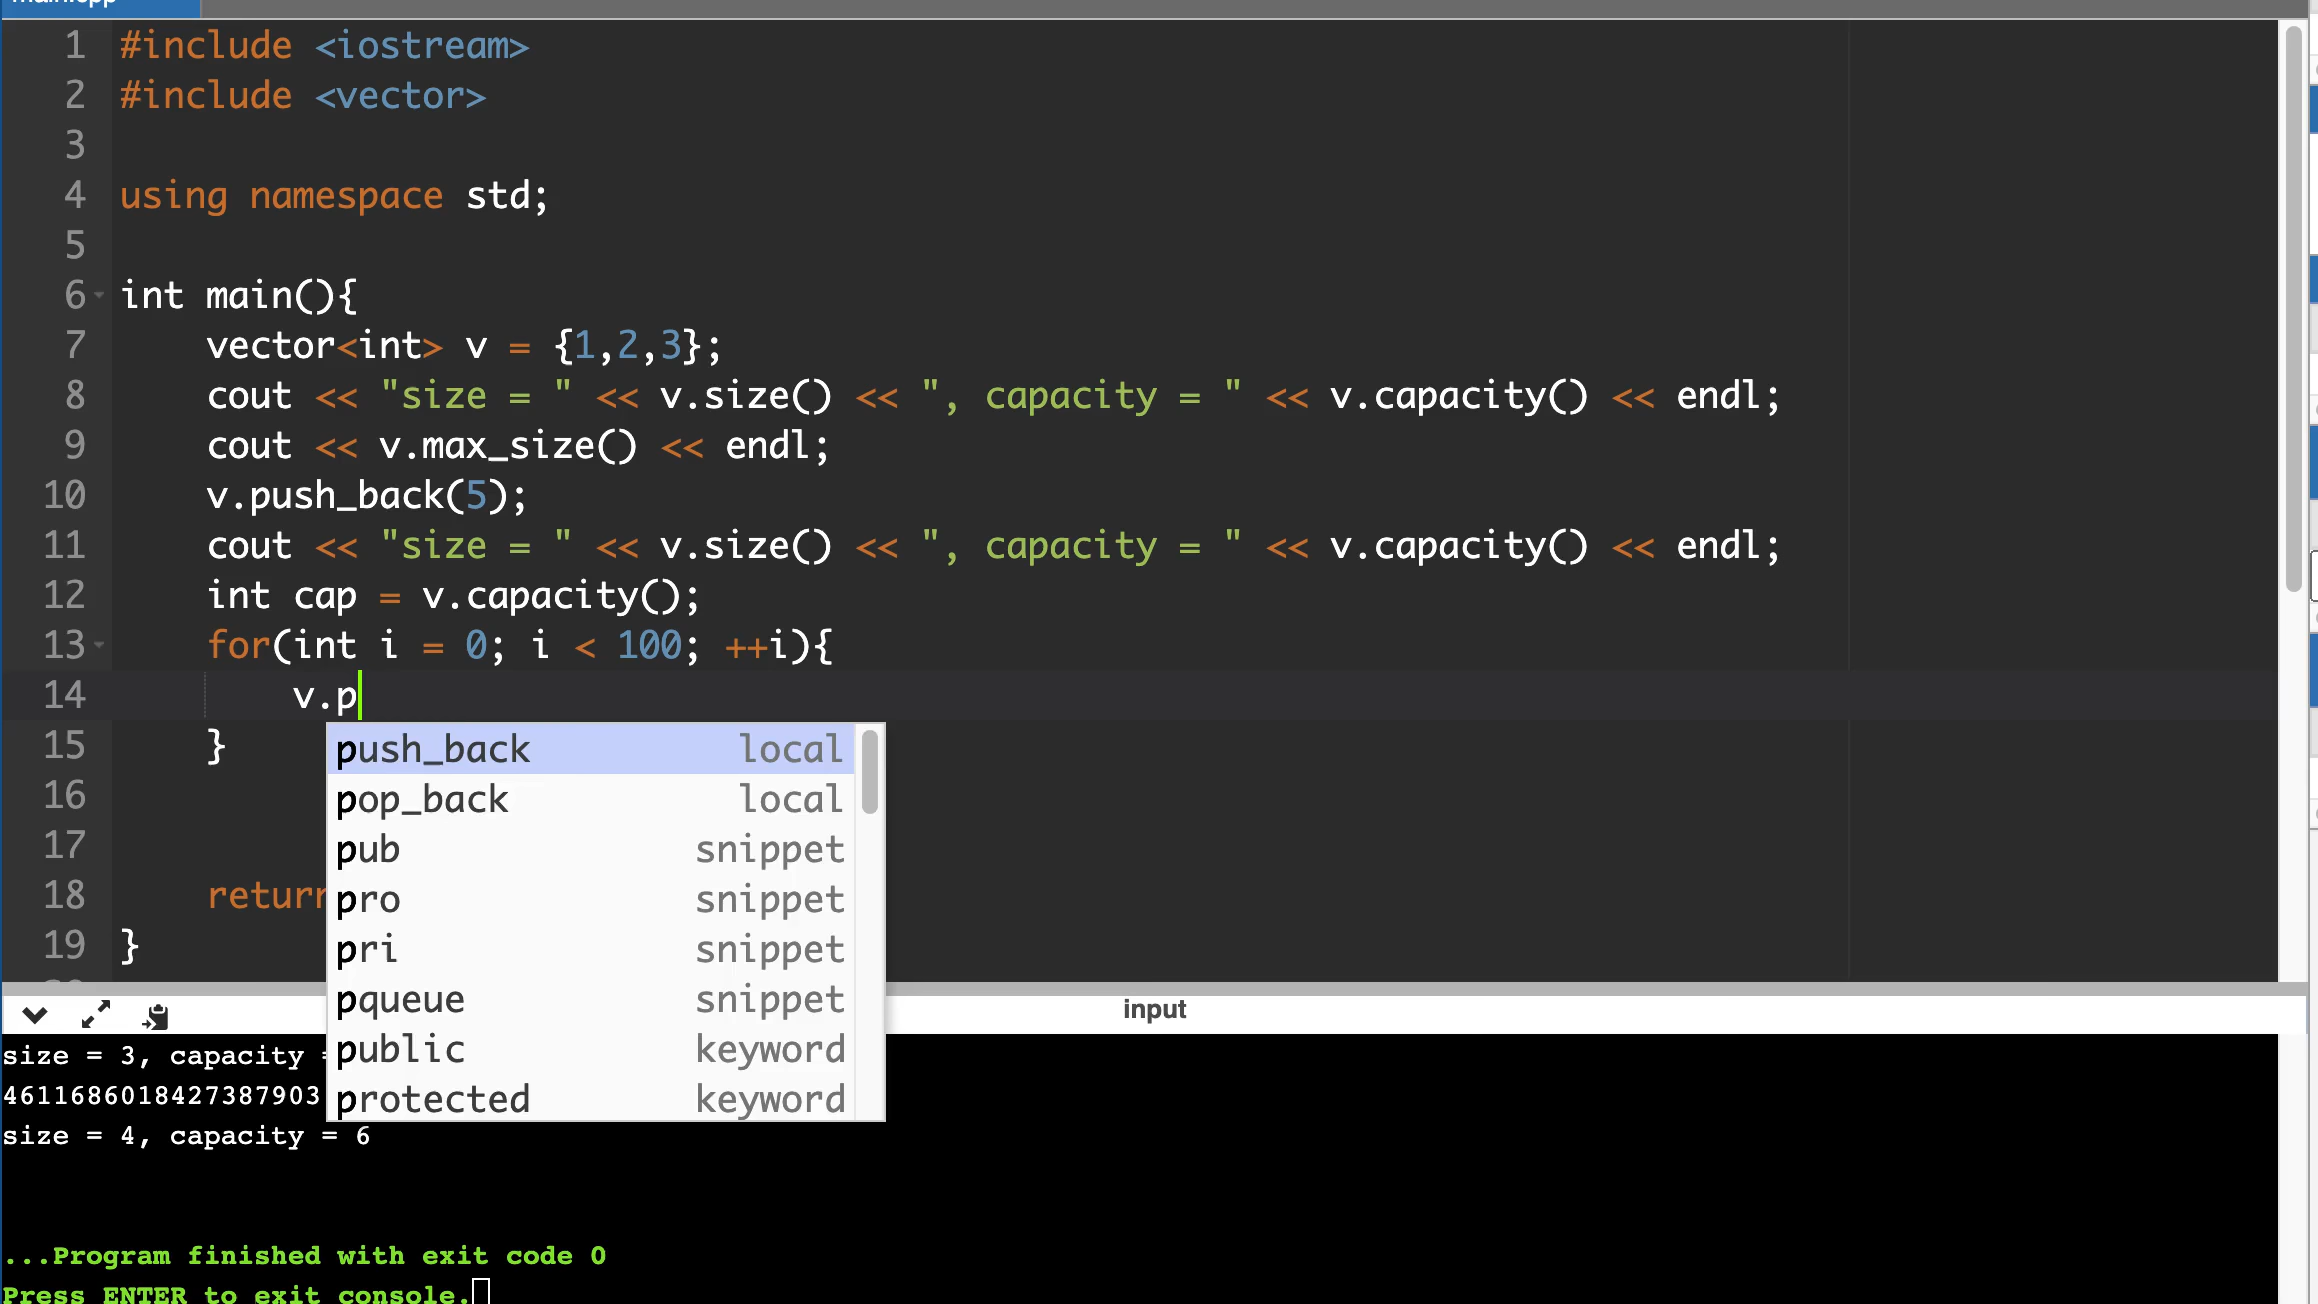 main.cpp
1 #include <iostream>
2 #include <vector>
3
4 using namespace std;
5
6 int main(){
7 vector<int> v = {1,2,3};
8 cout << "size = " << v.size() << ", capacity = " << v.capacity() << endl;
9 cout << v.max_size() << endl;
10 v.push_back(5);
11 cout << "size = " << v.size() << ", capacity = " << v.capacity() << endl;
12 int cap = v.capacity();
13 for(int i = 0; i < 100; ++i){
14 v.p
15 }
16
17
18 return
19 }
push_back local
pop_back local
pub snippet
pro snippet
pri snippet
pqueue snippet
public keyword
protected keyword
input
size = 3, capacity =
4611686018427387903
size = 4, capacity = 6
...Program finished with exit code 0
Press ENTER to exit console.